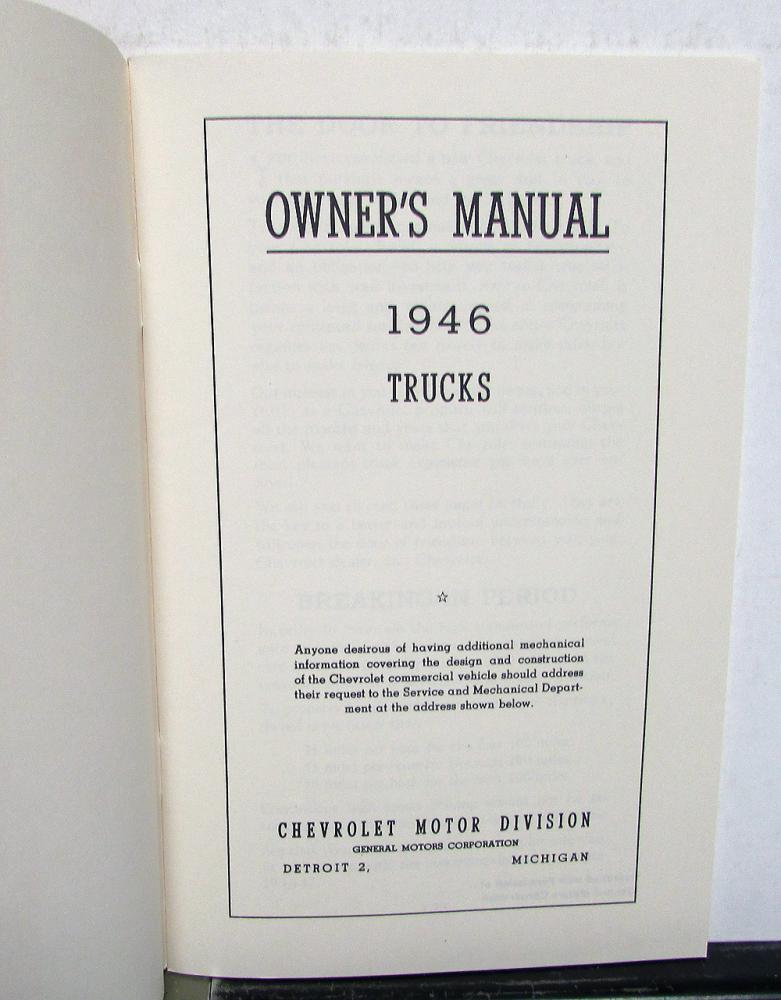 OWNER'S MANUAL
1946
TRUCKS
☆
Anyone desirous of having additional mechanical
information covering the design and construction
of the Chevrolet commercial vehicle should address
their request to the Service and Mechanical Depart-
ment at the address shown below.
CHEVROLET MOTOR DIVISION
GENERAL MOTORS CORPORATION
DETROIT 2, MICHIGAN